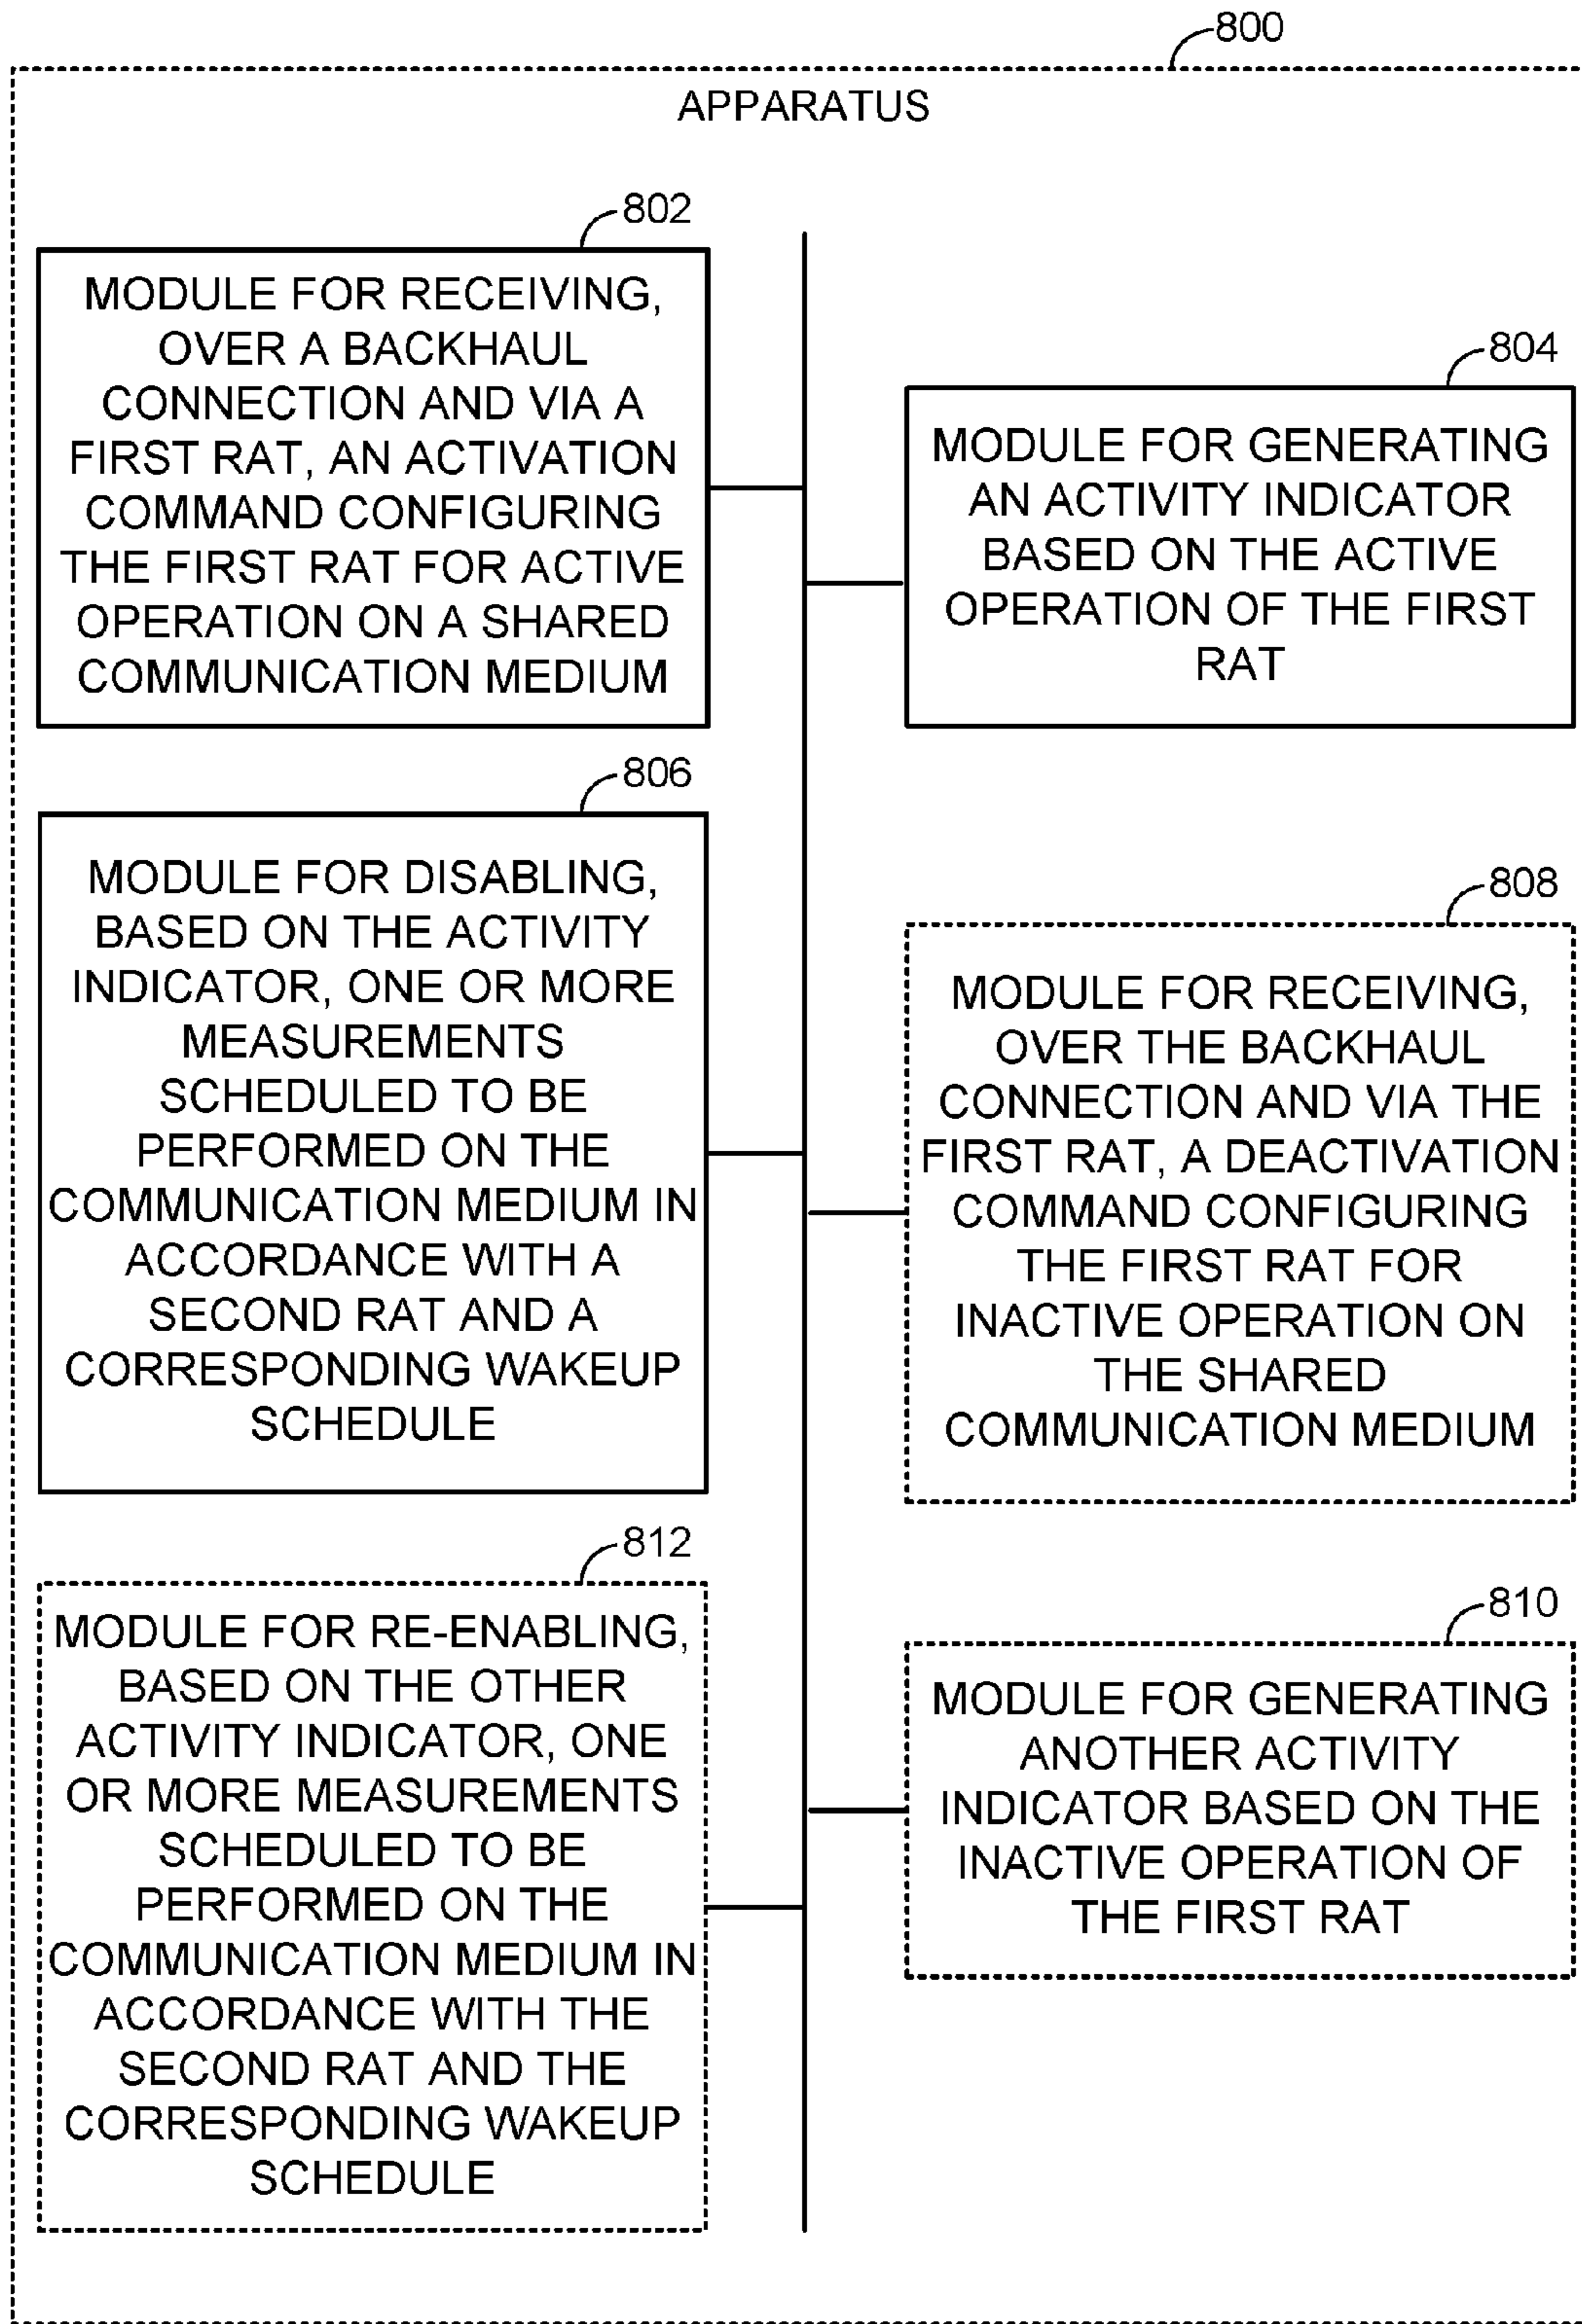 800
APPARATUS
802
MODULE FOR RECEIVING,
OVER A BACKHAUL
CONNECTION AND VIA A
FIRST RAT, AN ACTIVATION
COMMAND CONFIGURING
THE FIRST RAT FOR ACTIVE
OPERATION ON A SHARED
COMMUNICATION MEDIUM
804
MODULE FOR GENERATING
AN ACTIVITY INDICATOR
BASED ON THE ACTIVE
OPERATION OF THE FIRST
RAT
806
MODULE FOR DISABLING,
BASED ON THE ACTIVITY
INDICATOR, ONE OR MORE
MEASUREMENTS
SCHEDULED TO BE
PERFORMED ON THE
COMMUNICATION MEDIUM IN
ACCORDANCE WITH A
SECOND RAT AND A
CORRESPONDING WAKEUP
SCHEDULE
808
MODULE FOR RECEIVING,
OVER THE BACKHAUL
CONNECTION AND VIA THE
FIRST RAT, A DEACTIVATION
COMMAND CONFIGURING
THE FIRST RAT FOR
INACTIVE OPERATION ON
THE SHARED
COMMUNICATION MEDIUM
812
MODULE FOR RE-ENABLING,
BASED ON THE OTHER
ACTIVITY INDICATOR, ONE
OR MORE MEASUREMENTS
SCHEDULED TO BE
PERFORMED ON THE
COMMUNICATION MEDIUM IN
ACCORDANCE WITH THE
SECOND RAT AND THE
CORRESPONDING WAKEUP
SCHEDULE
810
MODULE FOR GENERATING
ANOTHER ACTIVITY
INDICATOR BASED ON THE
INACTIVE OPERATION OF
THE FIRST RAT